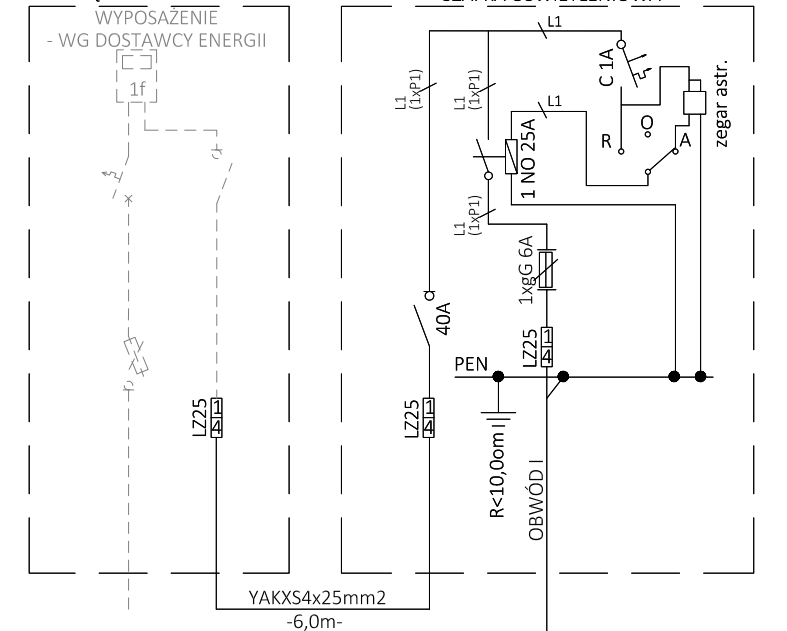 WYPOSAŻENIE
- WG DOSTAWCY ENERGII
1f
LZ25
1
4
YAKXS4x25mm2
-6,0m-
L1
(1xP1)
L1
(1xP1)
L1
C 1A
L1
R
O
A
zegar astr.
1 NO 25A
L1
(1xP1)
1xgG 6A
40A
LZ25
1
4
PEN
LZ25
1
4
R<10,0om I
OBWÓD I